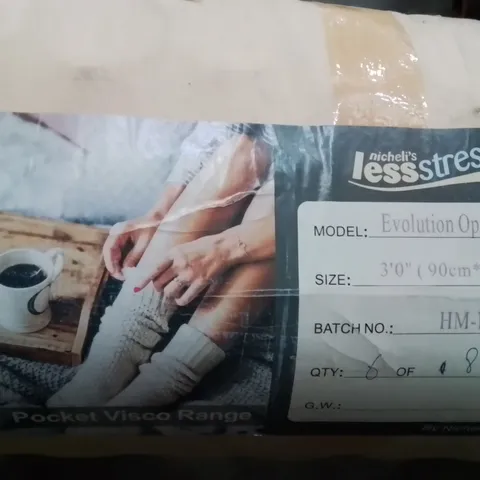 nicheli's
lessstres
MODEL: Evolution Op
SIZE: 3'0" ( 90cm*
BATCH NO.: HM-
QTY: 6 OF 8
G.W.:
Pocket Visco Range